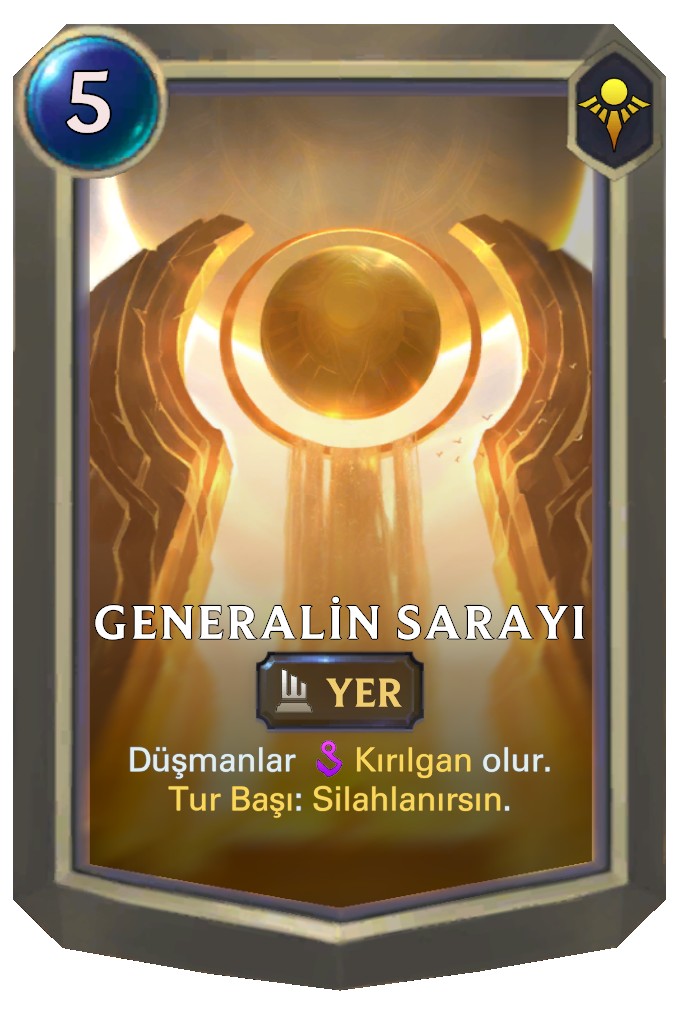 5
GENERALİN SARAYI
YER
Düşmanlar Kırılgan olur.
Tur Başı: Silahlanırsın.